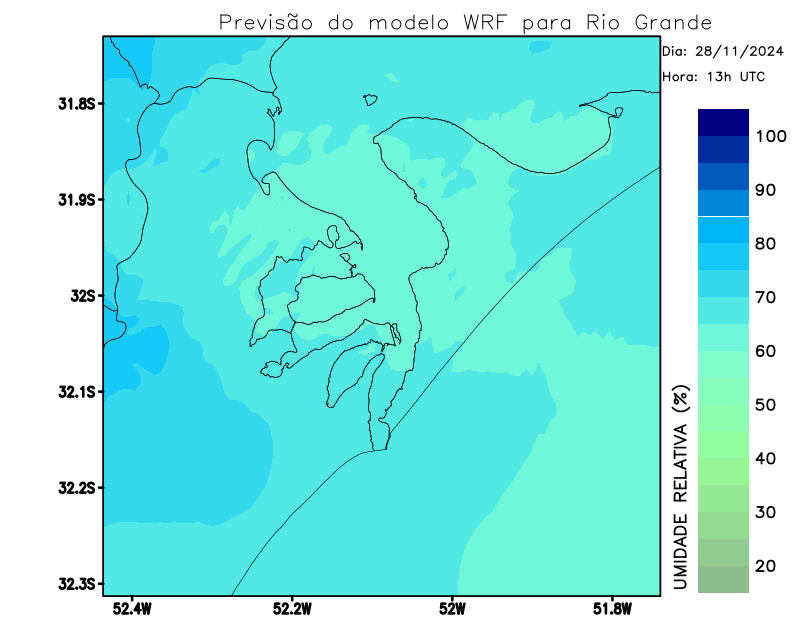 Previsão do modelo WRF para Rio Grande
Dia: 28/11/2024
Hora: 13h UTC
31.8S
31.9S
32S
32.1S
32.2S
32.3S
52.4W
52.2W
52W
51.8W
100
90
80
70
60
50
40
30
20
UMIDADE RELATIVA (%)